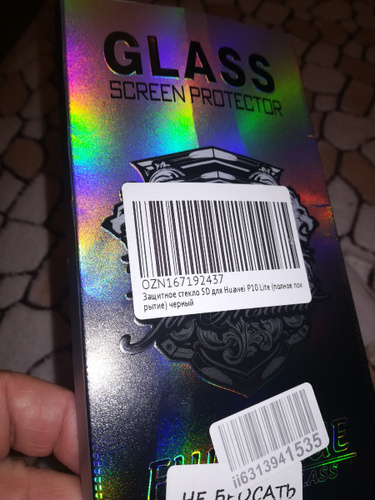 GLASS
SCREEN PROTECTOR
OZN167192437
Защитное стекло 5D для Huawei P10 Lite (полное пок
рытие) черный
ii6313941535
НЕ БРОСАТЬ